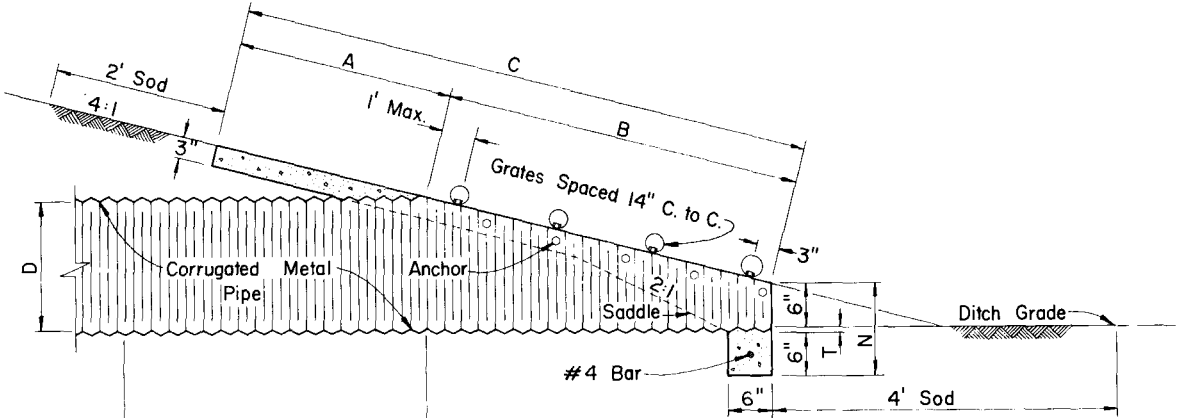 C
A
2' Sod
4:1
1' Max.
B
3"
Grates Spaced 14" C. to C.
3"
D
Corrugated Metal
Pipe
Anchor
2:1
Saddle
6"
Ditch Grade
6"
T
N
#4 Bar
6"
4' Sod